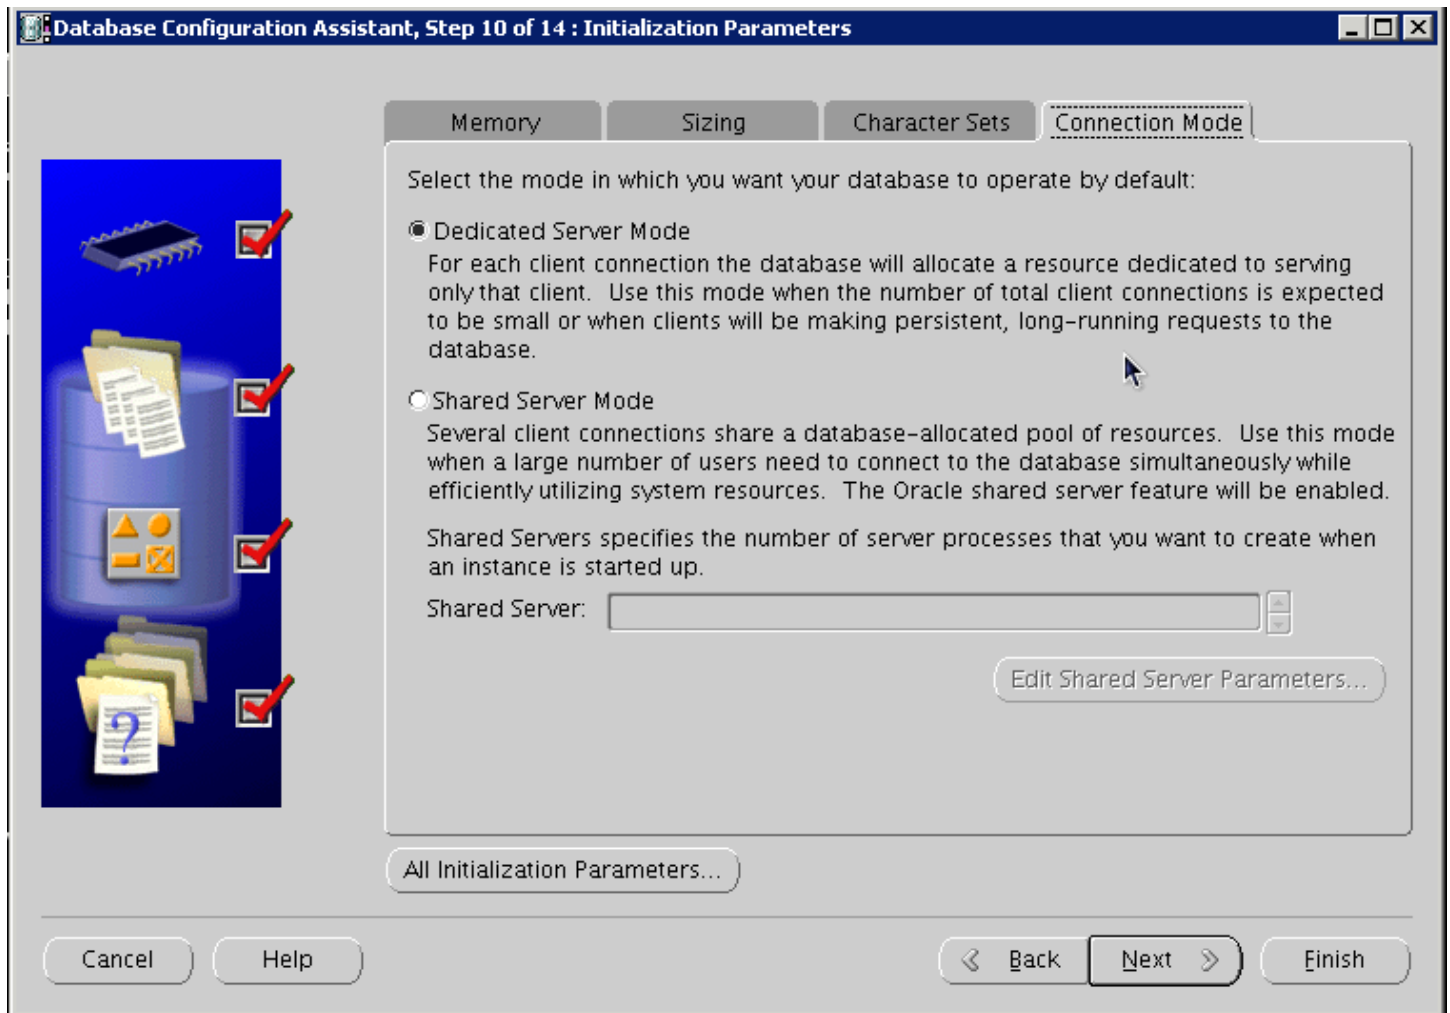 Database Configuration Assistant, Step 10 of 14 : Initialization Parameters
Memory
Sizing
Character Sets
Connection Mode
Select the mode in which you want your database to operate by default:
Dedicated Server Mode
For each client connection the database will allocate a resource dedicated to serving
only that client.  Use this mode when the number of total client connections is expected
to be small or when clients will be making persistent, long-running requests to the
database.
Shared Server Mode
Several client connections share a database-allocated pool of resources.  Use this mode
when a large number of users need to connect to the database simultaneously while
efficiently utilizing system resources.  The Oracle shared server feature will be enabled.
Shared Servers specifies the number of server processes that you want to create when
an instance is started up.
Shared Server:
Edit Shared Server Parameters...
?
All Initialization Parameters...
Cancel
Help
Back
Next
Finish